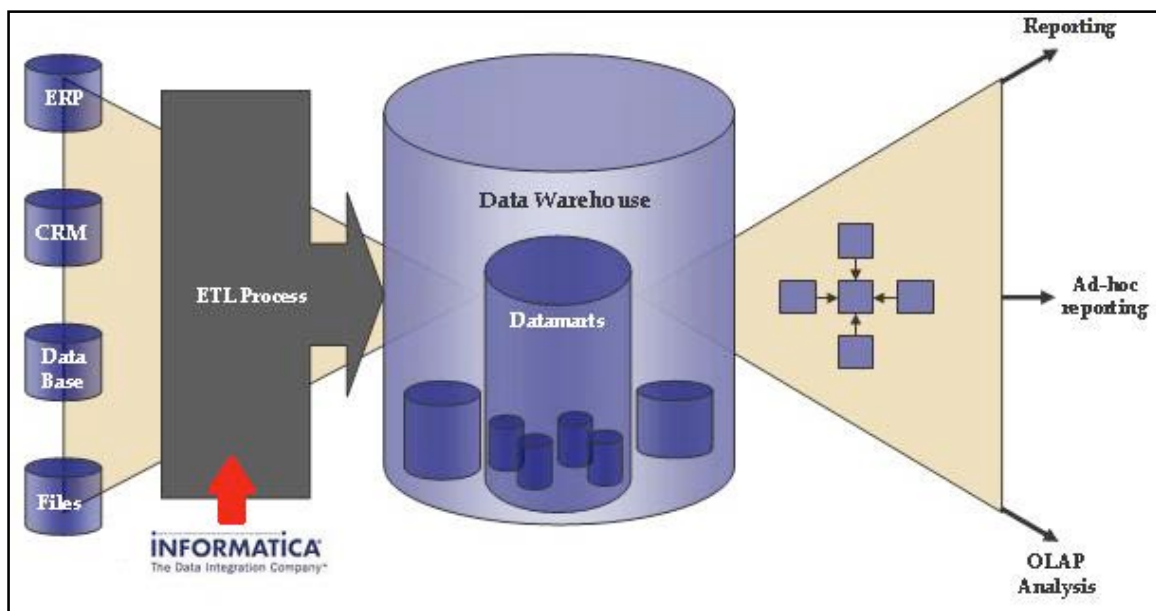 ERP
CRM
Data
Base
Files
ETL Process
INFORMATICA®
The Data Integration Company™
Data Warehouse
Datamarts
Reporting
Ad-hoc
reporting
OLAP
Analysis